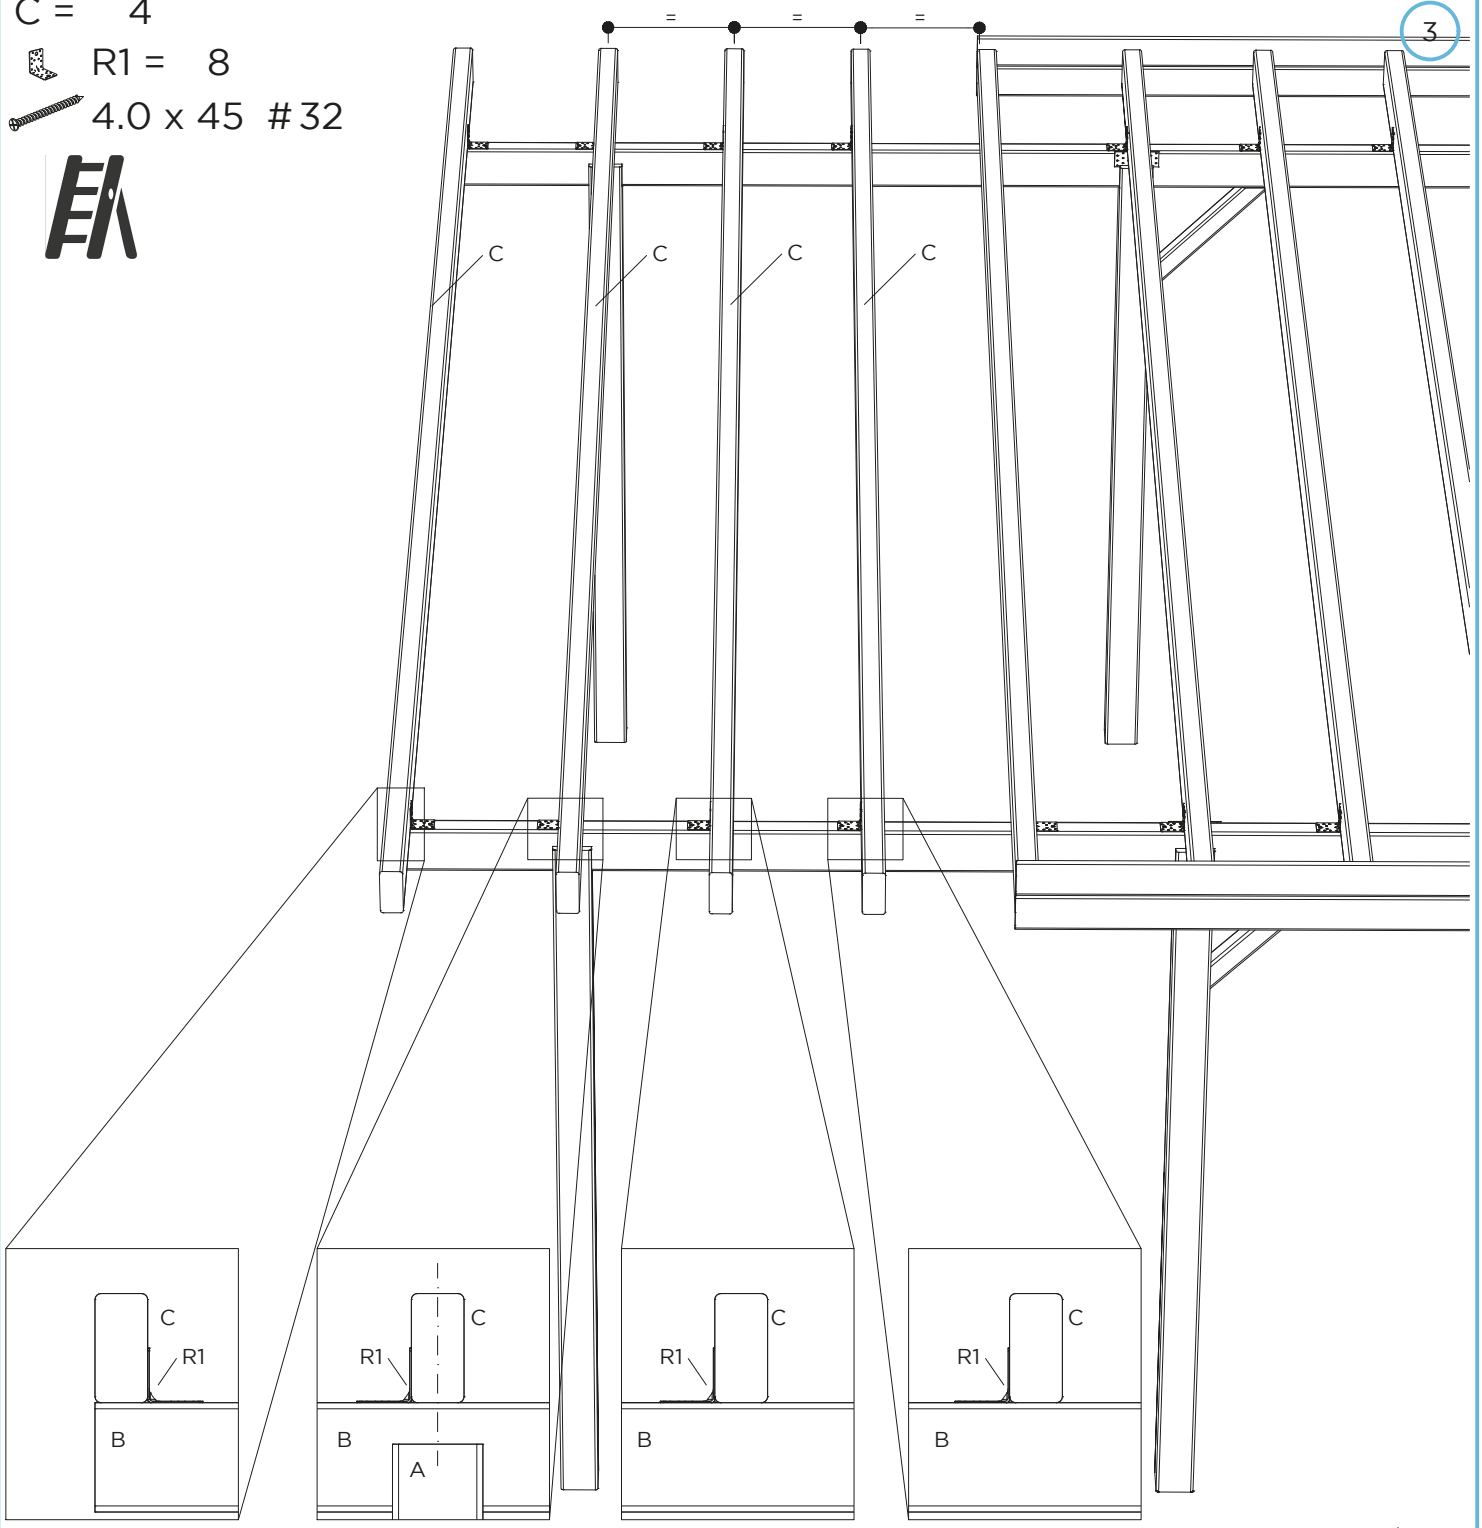 C = 4
R1 = 8
4.0 x 45 #32
= = =
3
C C C C
C C C C
R1 R1 R1 R1
B B B B
A